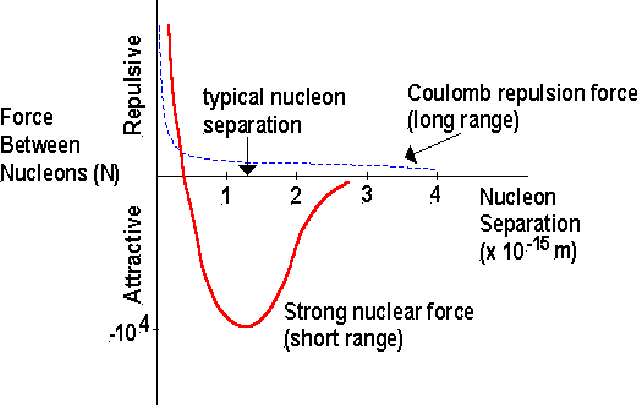 Force
Between
Nucleons (N)
Repulsive
Attractive
typical nucleon
separation
Coulomb repulsion force
(long range)
.1
2
3
.4
Nucleon
Separation
(x 10⁻¹⁵ m)
-10⁴
Strong nuclear force
(short range)